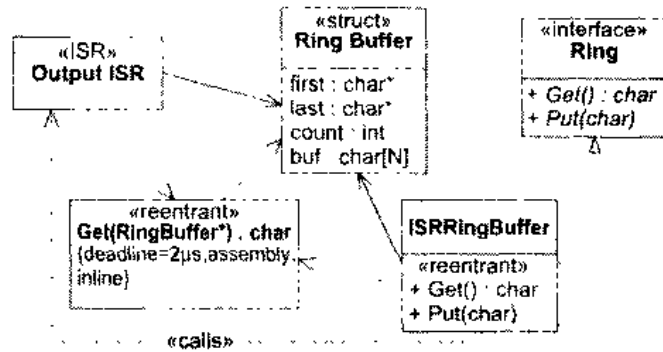 «ISR»
Output ISR
«struct»
Ring Buffer
first : char*
last : char*
count : int
buf char[N]
«interface»
Ring
+ Get() : char
+ Put(char)
«reentrant»
Get(RingBuffer*) . char
{deadline=2µs,assembly,
inline}
ISRRingBuffer
«reentrant»
+ Get() : char
+ Put(char)
«calls»